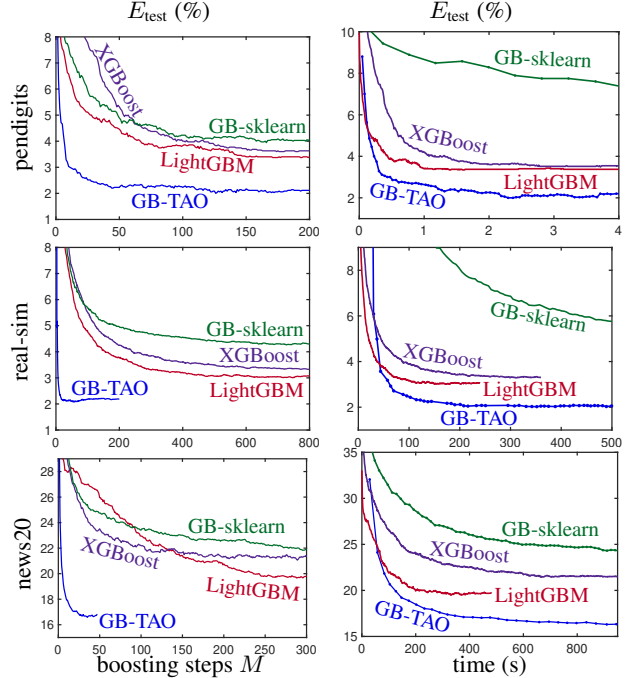 E_test (%)
E_test (%)
pendigits
8
7
6
5
4
3
2
1
0
50
100
150
200
XGBoost
GB-sklearn
LightGBM
GB-TAO
10
8
6
4
2
0
1
2
3
4
GB-sklearn
XGBoost
LightGBM
GB-TAO
real-sim
8
7
6
5
4
3
2
1
0
200
400
600
800
GB-sklearn
XGBoost
LightGBM
GB-TAO
8
6
4
2
0
100
200
300
400
500
GB-sklearn
XGBoost
LightGBM
GB-TAO
news20
28
26
24
22
20
18
16
0
50
100
150
200
250
300
GB-sklearn
XGBoost
LightGBM
GB-TAO
boosting steps M
35
30
25
20
15
0
200
400
600
800
GB-sklearn
XGBoost
LightGBM
GB-TAO
time (s)